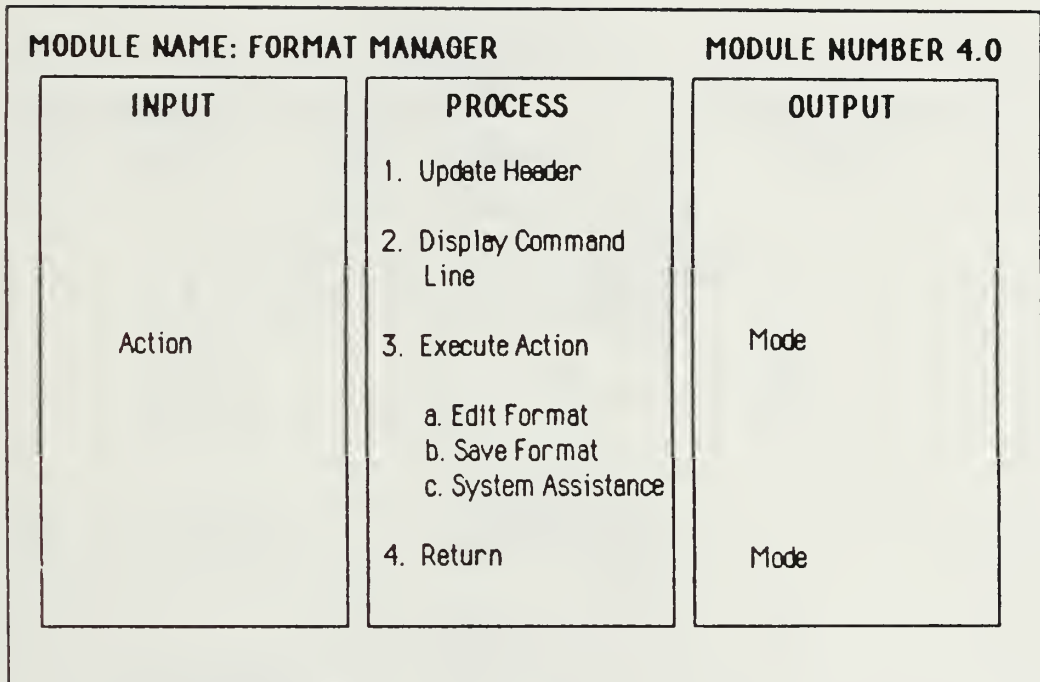 MODULE NAME: FORMAT MANAGER MODULE NUMBER 4.0
INPUT PROCESS OUTPUT
1. Update Header
2. Display Command
Line
Action 3. Execute Action Mode
a. Edit Format
b. Save Format
c. System Assistance
4. Return Mode